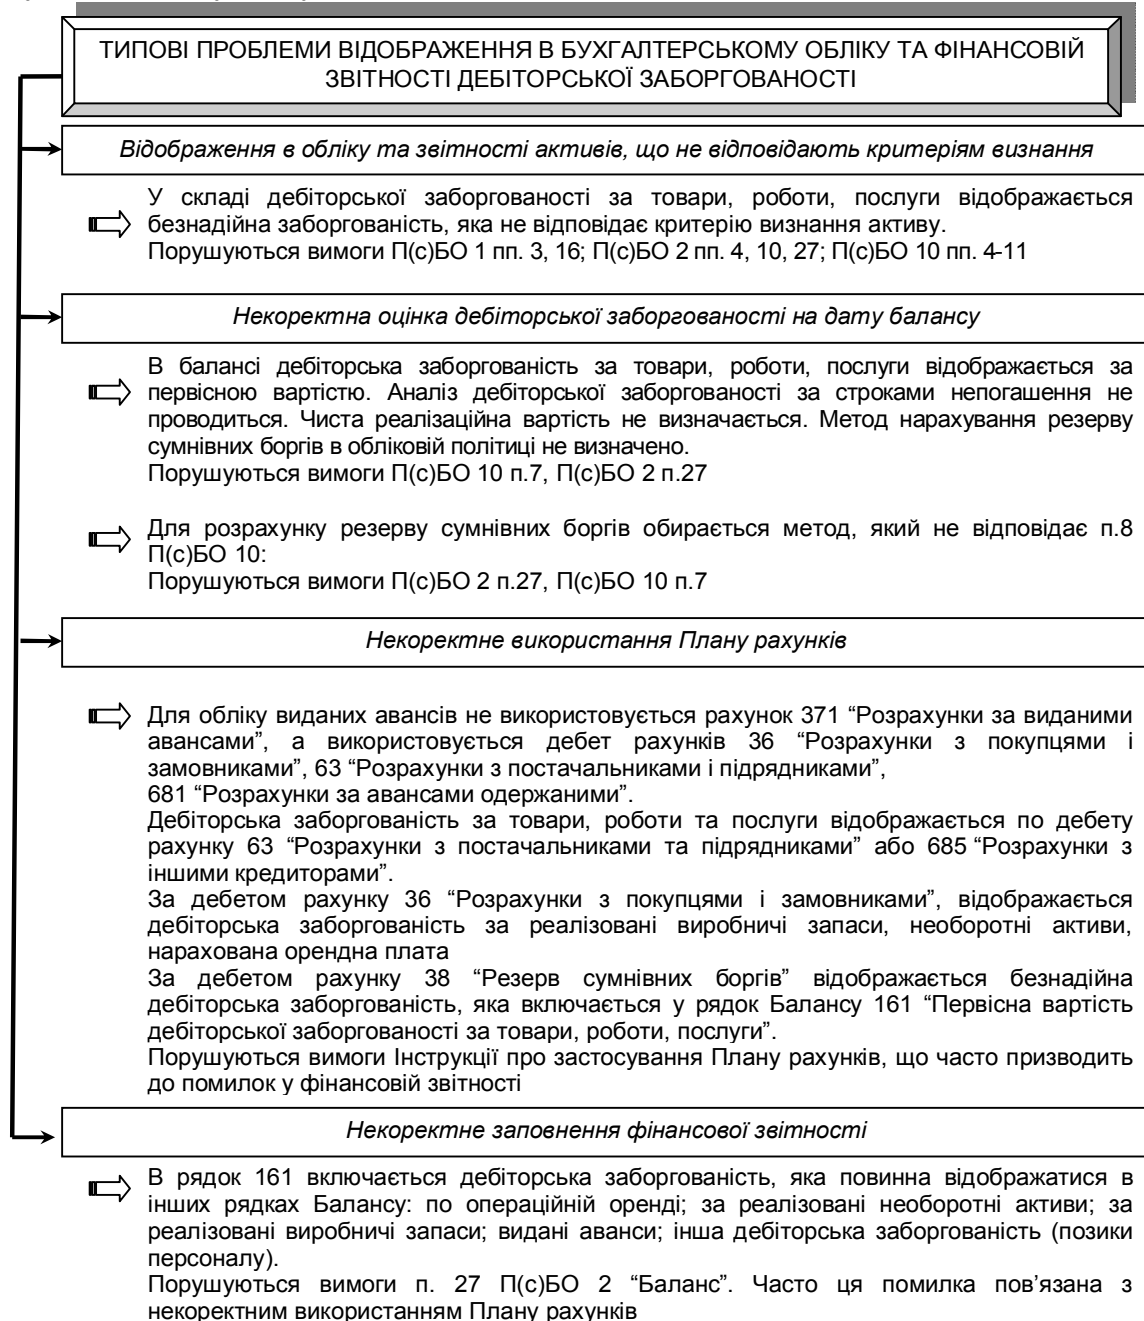 ТИПОВІ ПРОБЛЕМИ ВІДОБРАЖЕННЯ В БУХГАЛТЕРСЬКОМУ ОБЛІКУ ТА ФІНАНСОВІЙ
ЗВІТНОСТІ ДЕБІТОРСЬКОЇ ЗАБОРГОВАНОСТІ
Відображення в обліку та звітності активів, що не відповідають критеріям визнання
У складі дебіторської заборгованості за товари, роботи, послуги відображається
безнадійна заборгованість, яка не відповідає критерію визнання активу.
Порушуються вимоги П(с)БО 1 пп. 3, 16; П(с)БО 2 пп. 4, 10, 27; П(с)БО 10 пп. 4-11
Некоректна оцінка дебіторської заборгованості на дату балансу
В балансі дебіторська заборгованість за товари, роботи, послуги відображається за
первісною вартістю. Аналіз дебіторської заборгованості за строками непогашення не
проводиться. Чиста реалізаційна вартість не визначається. Метод нарахування резерву
сумнівних боргів в обліковій політиці не визначено.
Порушуються вимоги П(с)БО 10 п.7, П(с)БО 2 п.27
Для розрахунку резерву сумнівних боргів обирається метод, який не відповідає п.8
П(с)БО 10:
Порушуються вимоги П(с)БО 2 п.27, П(с)БО 10 п.7
Некоректне використання Плану рахунків
Для обліку виданих авансів не використовується рахунок 371 “Розрахунки за виданими
авансами”, а використовується дебет рахунків 36 “Розрахунки з покупцями і
замовниками”, 63 “Розрахунки з постачальниками і підрядниками”,
681 “Розрахунки за авансами одержаними”.
Дебіторська заборгованість за товари, роботи та послуги відображається по дебету
рахунку 63 “Розрахунки з постачальниками та підрядниками” або 685 “Розрахунки з
іншими кредиторами”.
За дебетом рахунку 36 “Розрахунки з покупцями і замовниками”, відображається
дебіторська заборгованість за реалізовані виробничі запаси, необоротні активи,
нарахована орендна плата
За дебетом рахунку 38 “Резерв сумнівних боргів” відображається безнадійна
дебіторська заборгованість, яка включається у рядок Балансу 161 “Первісна вартість
дебіторської заборгованості за товари, роботи, послуги”.
Порушуються вимоги Інструкції про застосування Плану рахунків, що часто призводить
до помилок у фінансовій звітності
Некоректне заповнення фінансової звітності
В рядок 161 включається дебіторська заборгованість, яка повинна відображатися в
інших рядках Балансу: по операційній оренді; за реалізовані необоротні активи; за
реалізовані виробничі запаси; видані аванси; інша дебіторська заборгованість (позики
персоналу).
Порушуються вимоги п. 27 П(с)БО 2 “Баланс”. Часто ця помилка пов’язана з
некоректним використанням Плану рахунків